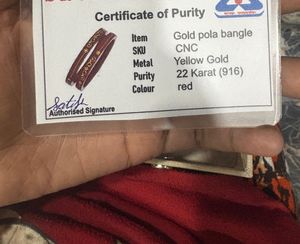 Certificate of Purity
Item Gold pola bangle
SKU CNC
Metal Yellow Gold
Purity 22 Karat (916)
Colour red
Authorised Signature